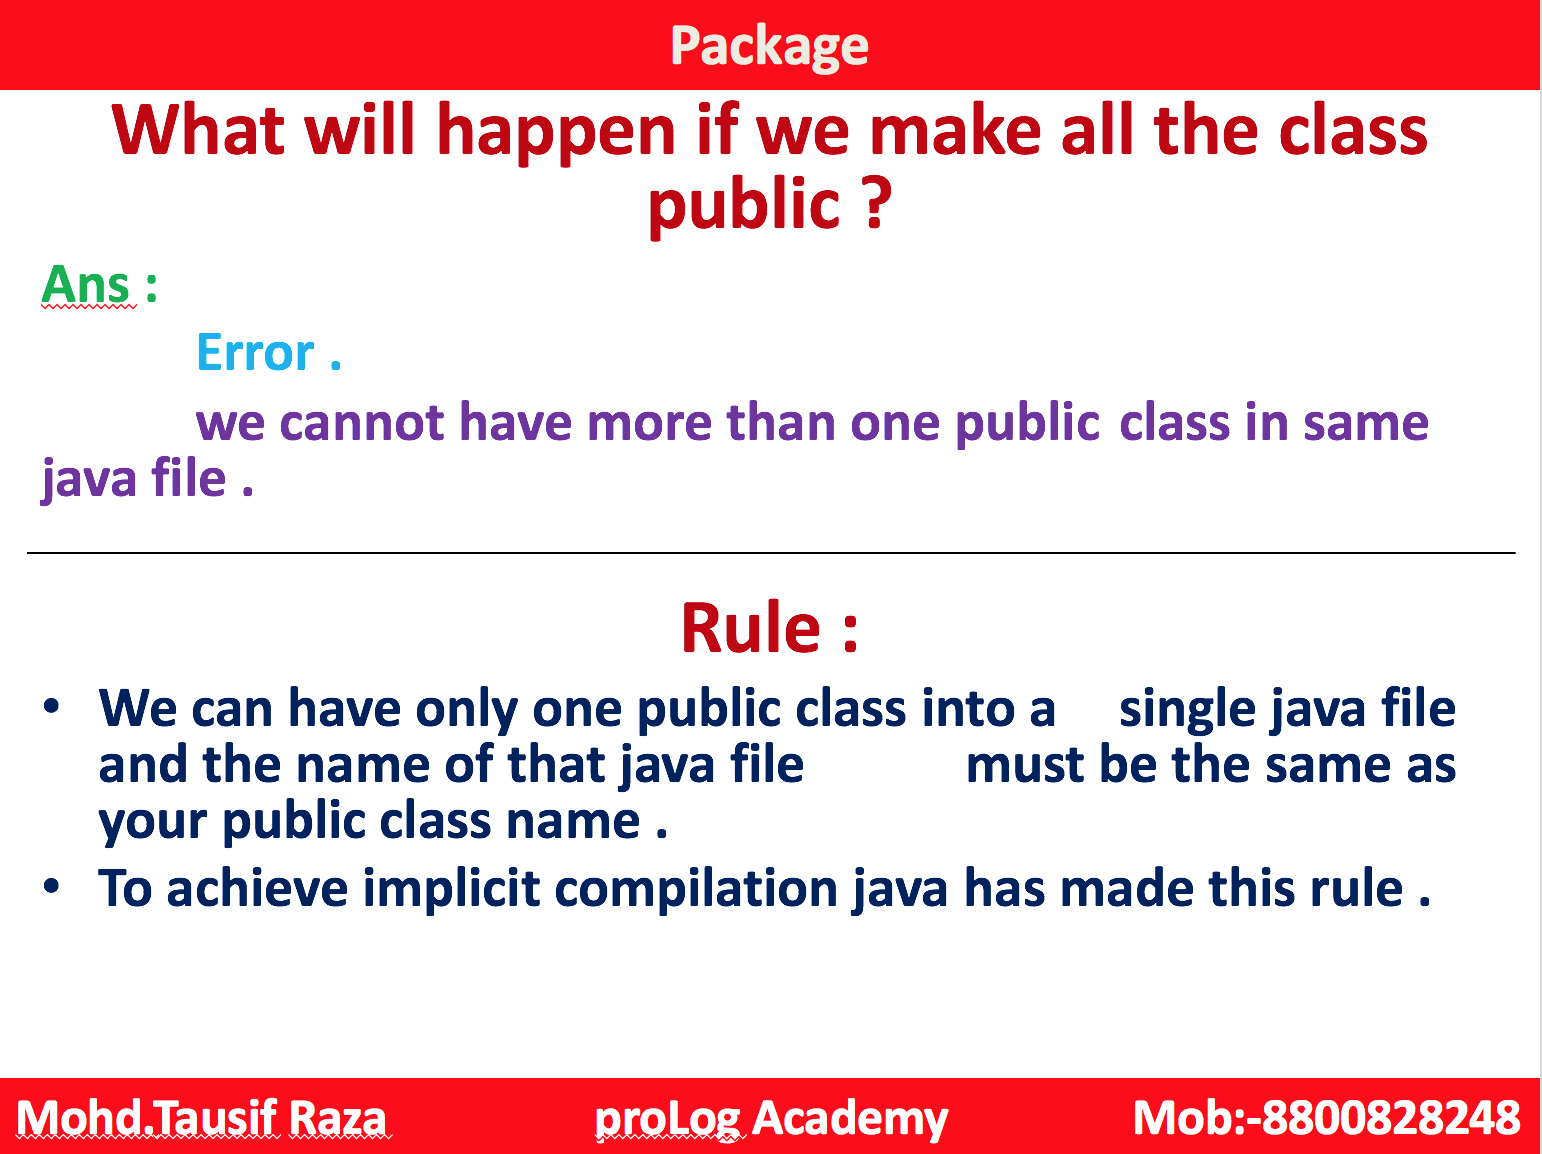 Package
What will happen if we make all the class
public ?
Ans :
Error .
we cannot have more than one public class in same
java file .
Rule :
• We can have only one public class into a single java file
and the name of that java file must be the same as
your public class name .
• To achieve implicit compilation java has made this rule .
Mohd.Tausif Raza proLog Academy Mob:-8800828248